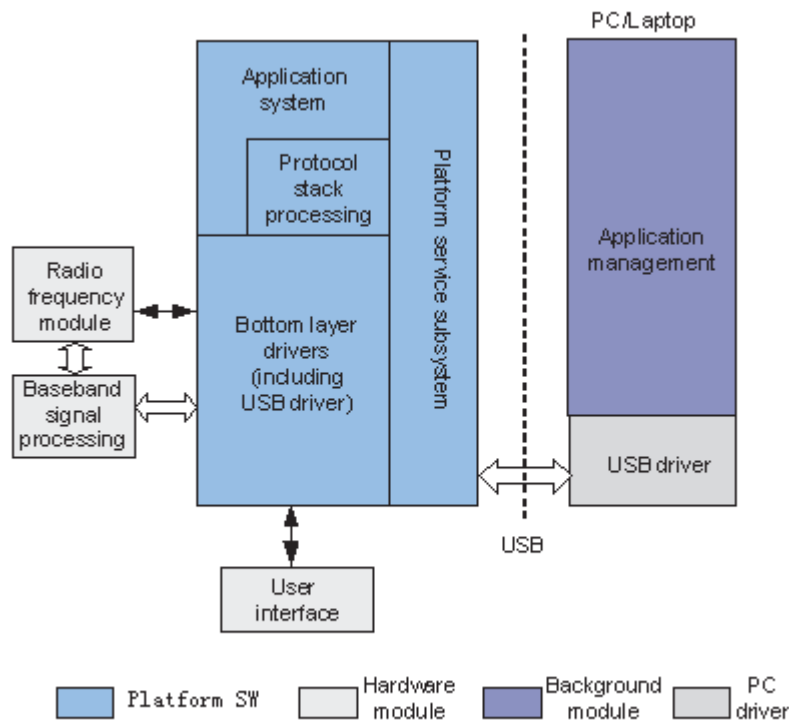 PC/Laptop
Application
system
Protocol
stack
processing
Platform service subsystem
Application
management
Radio
frequency
module
Bottom layer
drivers
(including
USB driver)
Baseband
signal
processing
USB driver
USB
User
interface
Platform SW
Hardware
module
Background
module
PC
driver